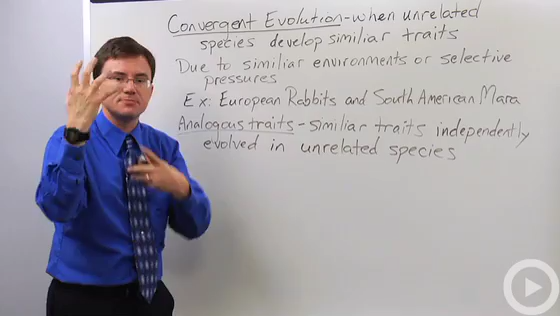 Convergent Evolution - when unrelated
species develop similiar traits
Due to similiar environments or selective
pressures
Ex: European Rabbits and South American Mara
Analogous traits - similiar traits independently
evolved in unrelated species